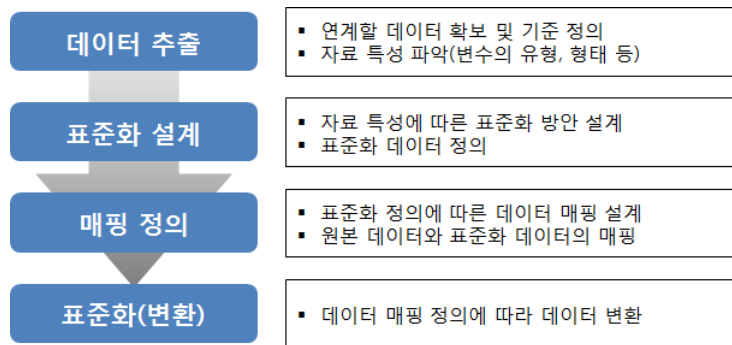 데이터 추출
▪ 연계할 데이터 확보 및 기준 정의
▪ 자료 특성 파악(변수의 유형, 형태 등)
표준화 설계
▪ 자료 특성에 따른 표준화 방안 설계
▪ 표준화 데이터 정의
매핑 정의
▪ 표준화 정의에 따른 데이터 매핑 설계
▪ 원본 데이터와 표준화 데이터의 매핑
표준화(변환)
▪ 데이터 매핑 정의에 따라 데이터 변환